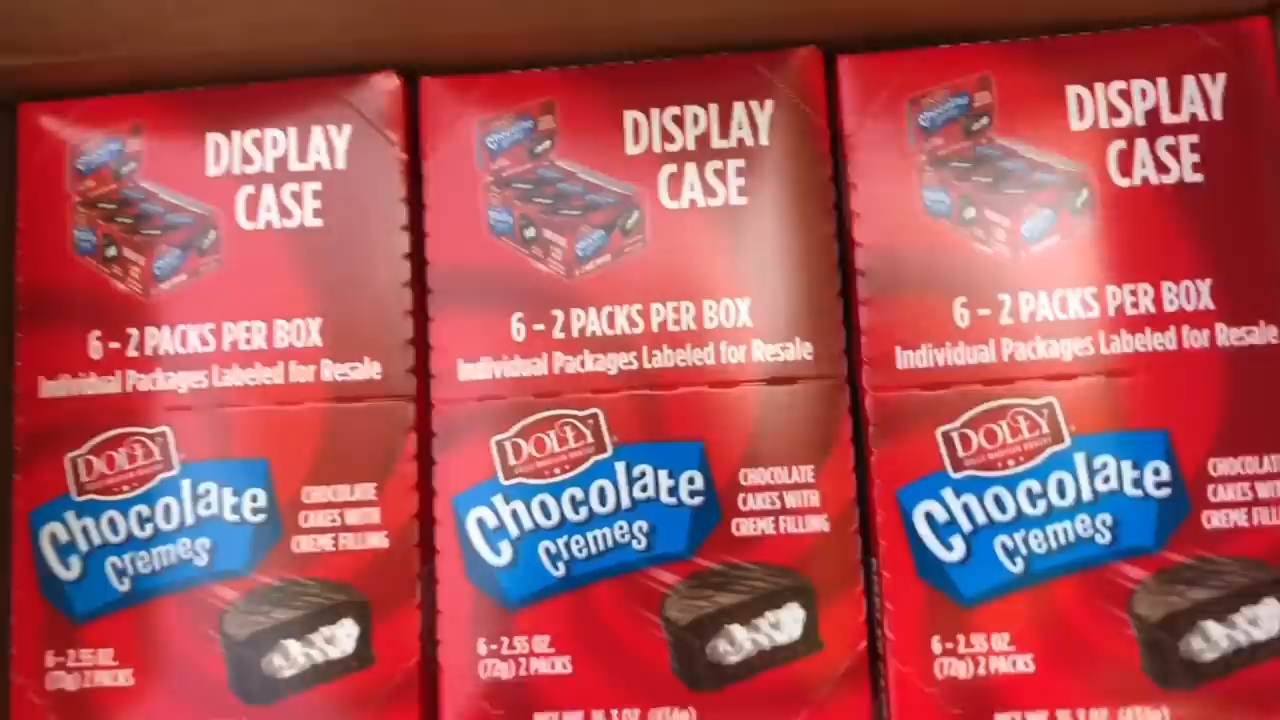 DISPLAY
CASE
6 - 2 PACKS PER BOX
Individual Packages Labeled for Resale
DOLLY
Chocolate
Cremes
CHOCOLATE
CAKES WITH
CREME FILLING
6 - 2.55 OZ.
(72g) 2 PACKS
DISPLAY
CASE
6 - 2 PACKS PER BOX
Individual Packages Labeled for Resale
DOLLY
Chocolate
Cremes
CHOCOLATE
CAKES WITH
CREME FILLING
6 - 2.55 OZ.
(72g) 2 PACKS
DISPLAY
CASE
6 - 2 PACKS PER BOX
Individual Packages Labeled for Resale
DOLLY
Chocolate
Cremes
CHOCOLAT
CAKES WIT
CREME FILL
6 - 2.55 OZ.
(72g) 2 PACKS